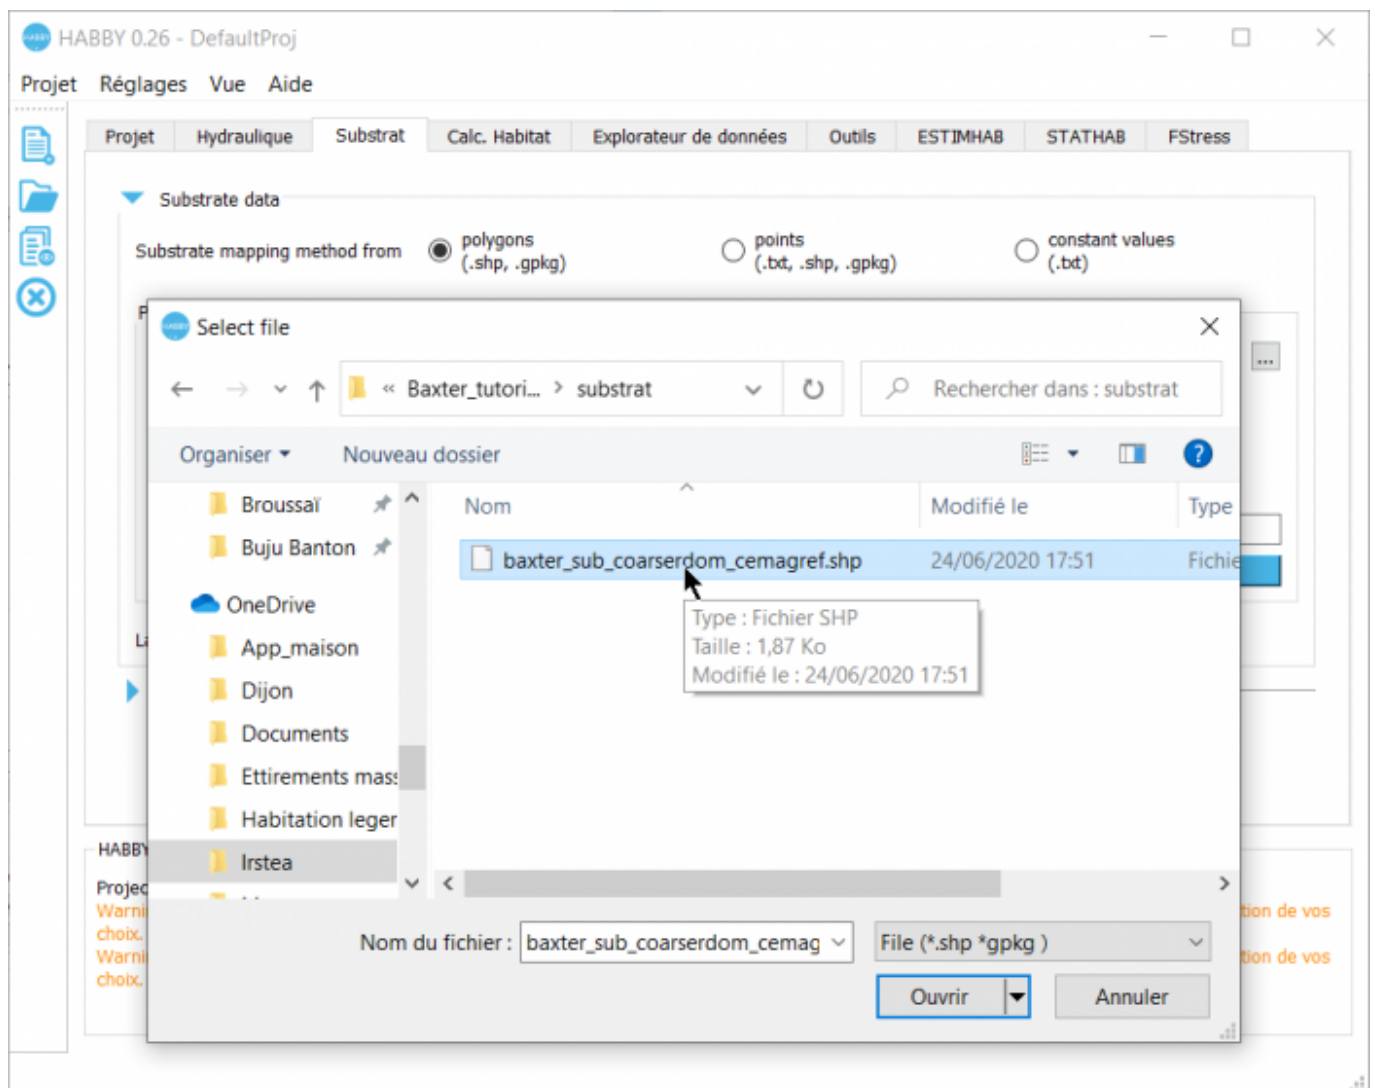 HABBY 0.26 - DefaultProj
Projet Réglages Vue Aide
Projet Hydraulique Substrat Calc. Habitat Explorateur de données Outils ESTIMHAB STATHAB FStress
Substrate data
Substrate mapping method from polygons (.shp, .gpkg) points (.txt, .shp, .gpkg) constant values (.txt)
P
Select file
...
« Baxter_tutori... > substrat Rechercher dans : substrat
Organiser Nouveau dossier ?
Broussaï
Buju Banton
OneDrive
App_maison
Dijon
Documents
Ettirements mass
Habitation leger
Irstea
Nom Modifié le Type
baxter_sub_coarserdom_cemagref.shp 24/06/2020 17:51 Fichie
Type : Fichier SHP
Taille : 1,87 Ko
Modifié le : 24/06/2020 17:51
La
HABBY
Projec
Warni tion de vos
choix.
Warni tion de vos
choix.
Nom du fichier : baxter_sub_coarserdom_cemag File (*.shp *gpkg )
Ouvrir Annuler